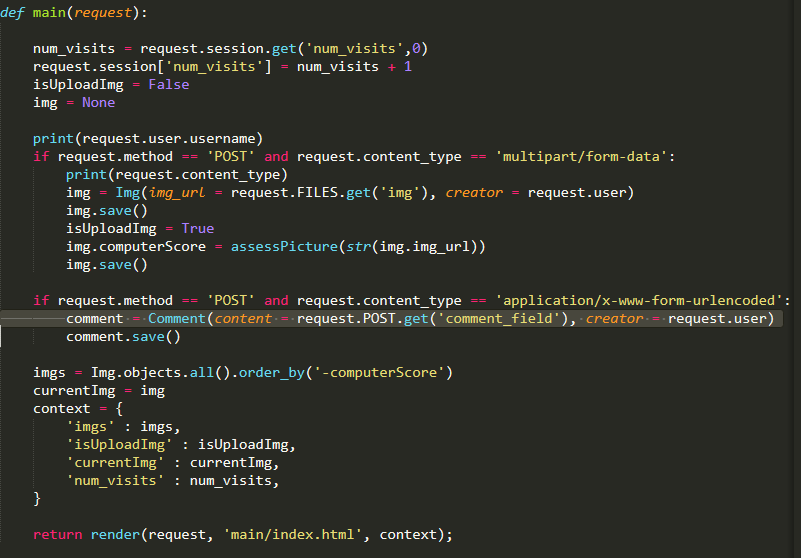 def main(request):
num_visits = request.session.get('num_visits',0)
request.session['num_visits'] = num_visits + 1
isUploadImg = False
img = None
print(request.user.username)
if request.method == 'POST' and request.content_type == 'multipart/form-data':
print(request.content_type)
img = Img(img_url = request.FILES.get('img'), creator = request.user)
img.save()
isUploadImg = True
img.computerScore = assessPicture(str(img.img_url))
img.save()
if request.method == 'POST' and request.content_type == 'application/x-www-form-urlencoded':
comment = Comment(content = request.POST.get('comment_field'), creator = request.user)
comment.save()
imgs = Img.objects.all().order_by('-computerScore')
currentImg = img
context = {
'imgs' : imgs,
'isUploadImg' : isUploadImg,
'currentImg' : currentImg,
'num_visits' : num_visits,
}
return render(request, 'main/index.html', context);